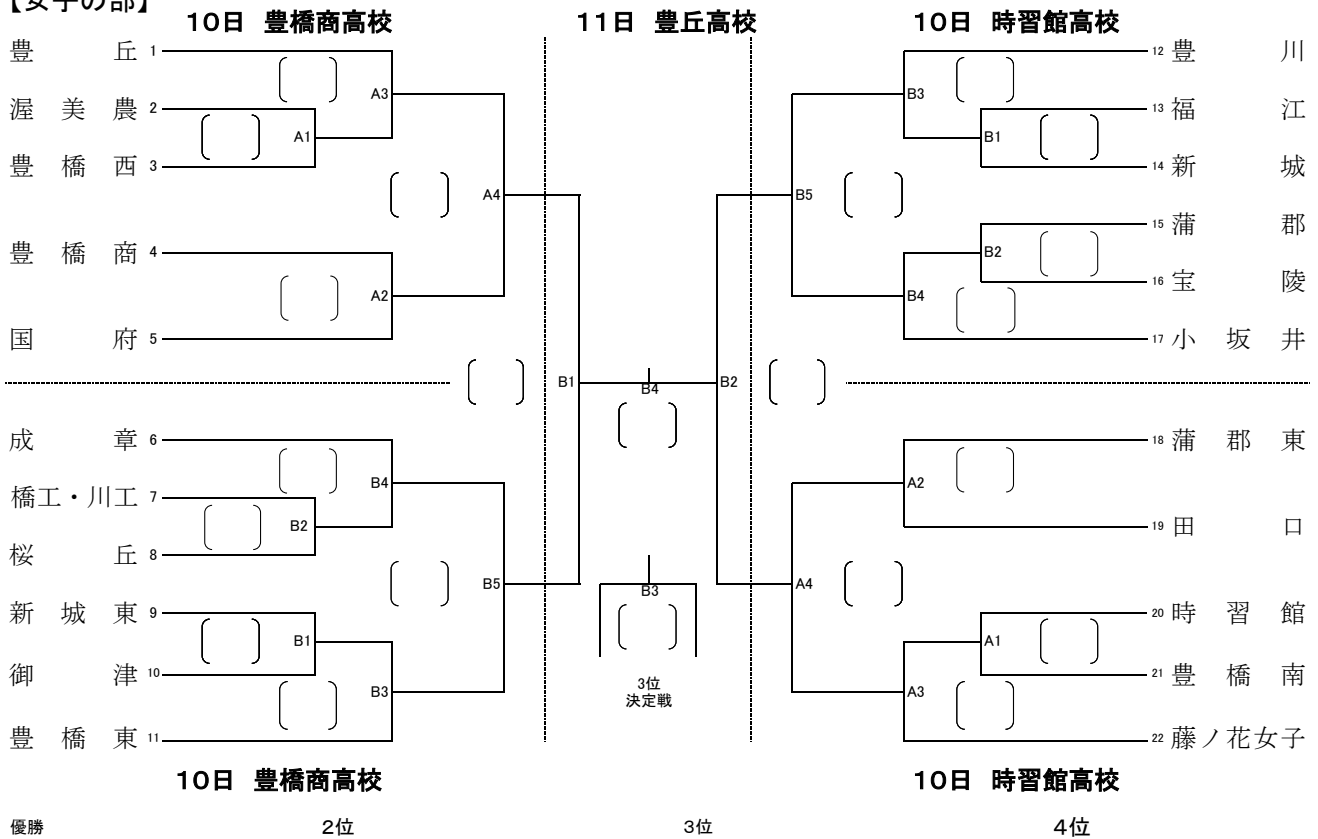 【女子の部】
10日 豊橋商高校
11日 豊丘高校
10日 時習館高校
豊丘 1
渥美農 2
豊橋西 3
豊橋商 4
国府 5
成章 6
橋工・川工 7
桜丘 8
新城東 9
御津 10
豊橋東 11
A3
A1
A4
A2
B1
B4
B2
B5
B1
B3
B4
B3
3位
決定戦
B2
B3
B1
B5
B2
B4
A2
A4
A1
A3
12 豊川
13 福江
14 新城
15 蒲郡
16 宝陵
17 小坂井
18 蒲郡東
19 田口
20 時習館
21 豊橋南
22 藤ノ花女子
10日 豊橋商高校
10日 時習館高校
優勝 2位 3位 4位